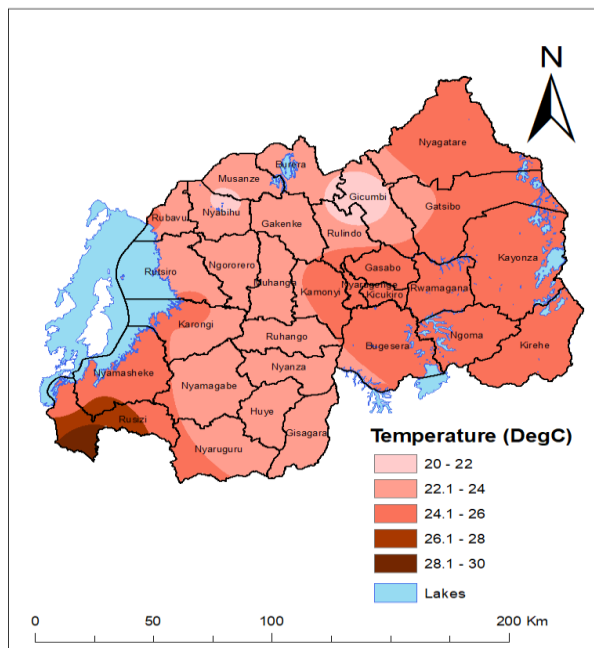 N
Nyagatare
Burera
Musanze
Gicumbi
Nyabihu
Gatsibo
Rubavu
Gakenke
Rulindo
Rutsiro
Ngororero
Gasabo
Kayonza
Muhanga
Kamonyi
Nyarugenge
Kicukiro
Rwamagana
Karongi
Ruhango
Bugesera
Ngoma
Kirehe
Nyamasheke
Nyanza
Nyamagabe
Huye
Rusizi
Gisagara
Nyaruguru
Temperature (DegC)
20 - 22
22.1 - 24
24.1 - 26
26.1 - 28
28.1 - 30
Lakes
0 50 100 200 Km